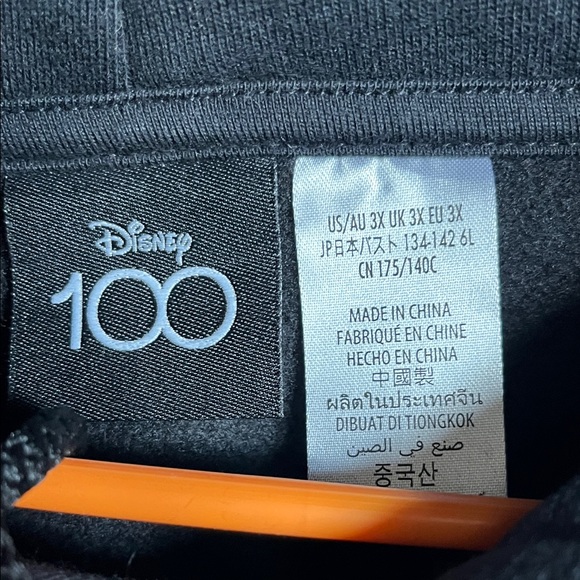 Disney
100
US/AU 3X UK 3X EU 3X
JP日本バスト 134-142 6L
CN 175/140C
MADE IN CHINA
FABRIQUÉ EN CHINE
HECHO EN CHINA
中國製
ผลิตในประเทศจีน
DIBUAT DI TIONGKOK
صنع في الصين
중국산